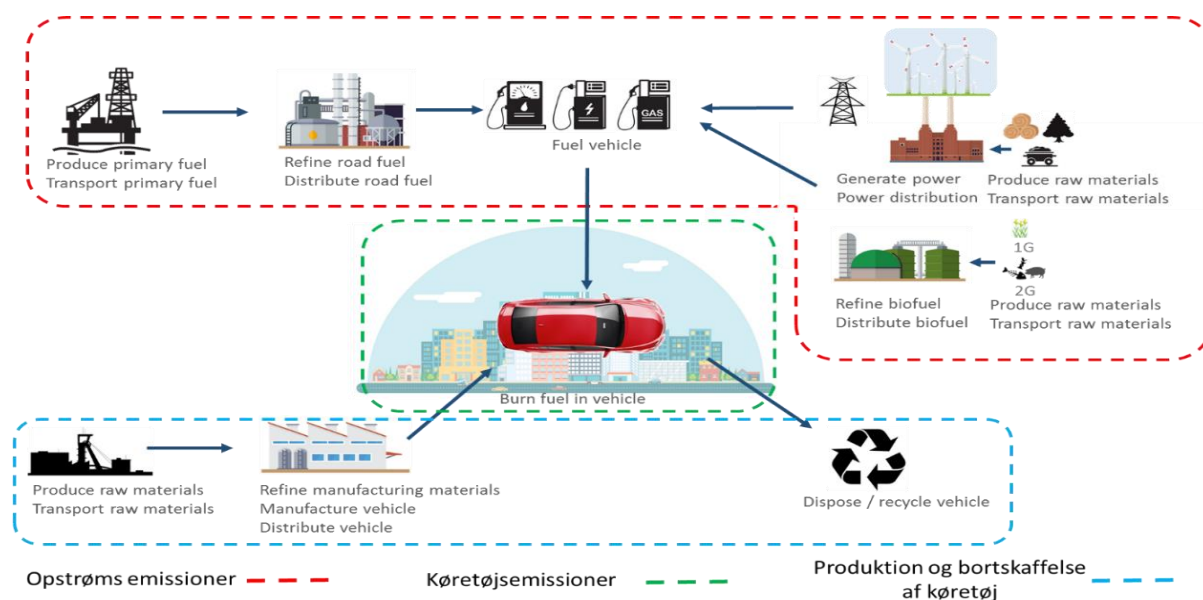 GAS
Produce primary fuel
Transport primary fuel
Refine road fuel
Distribute road fuel
Fuel vehicle
Generate power
Power distribution
Produce raw materials
Transport raw materials
1G
2G
Refine biofuel
Distribute biofuel
Produce raw materials
Transport raw materials
Burn fuel in vehicle
Produce raw materials
Transport raw materials
Refine manufacturing materials
Manufacture vehicle
Distribute vehicle
Dispose / recycle vehicle
Opstrøms emissioner
Køretøjsemissioner
Produktion og bortskaffelse
af køretøj